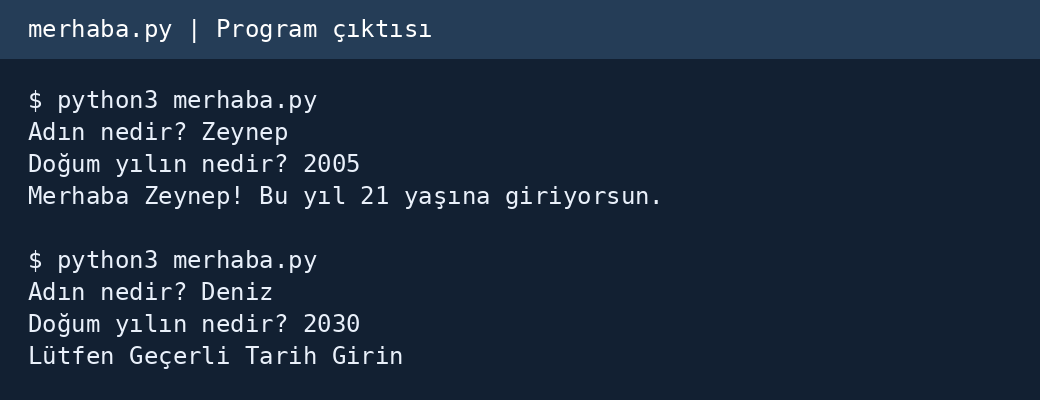 merhaba.py | Program çıktısı
$ python3 merhaba.py
Adın nedir? Zeynep
Doğum yılın nedir? 2005
Merhaba Zeynep! Bu yıl 21 yaşına giriyorsun.
$ python3 merhaba.py
Adın nedir? Deniz
Doğum yılın nedir? 2030
Lütfen Geçerli Tarih Girin